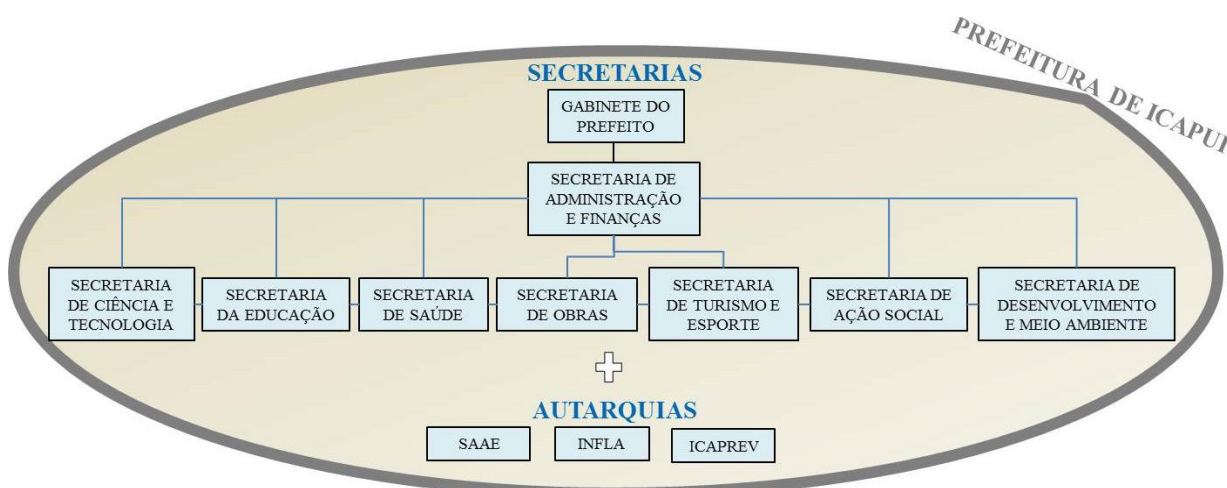 PREFEITURA DE ICAPUI
SECRETARIAS
GABINETE DO
PREFEITO
SECRETARIA DE
ADMINISTRAÇÃO
E FINANÇAS
SECRETARIA
DE CIÊNCIA E
TECNOLOGIA
SECRETARIA
DA EDUCAÇÃO
SECRETARIA
DE SAÚDE
SECRETARIA
DE OBRAS
SECRETARIA
DE TURISMO E
ESPORTE
SECRETARIA DE
AÇÃO SOCIAL
SECRETARIA DE
DESENVOLVIMENTO
E MEIO AMBIENTE
AUTARQUIAS
SAAE
INFLA
ICAPREV